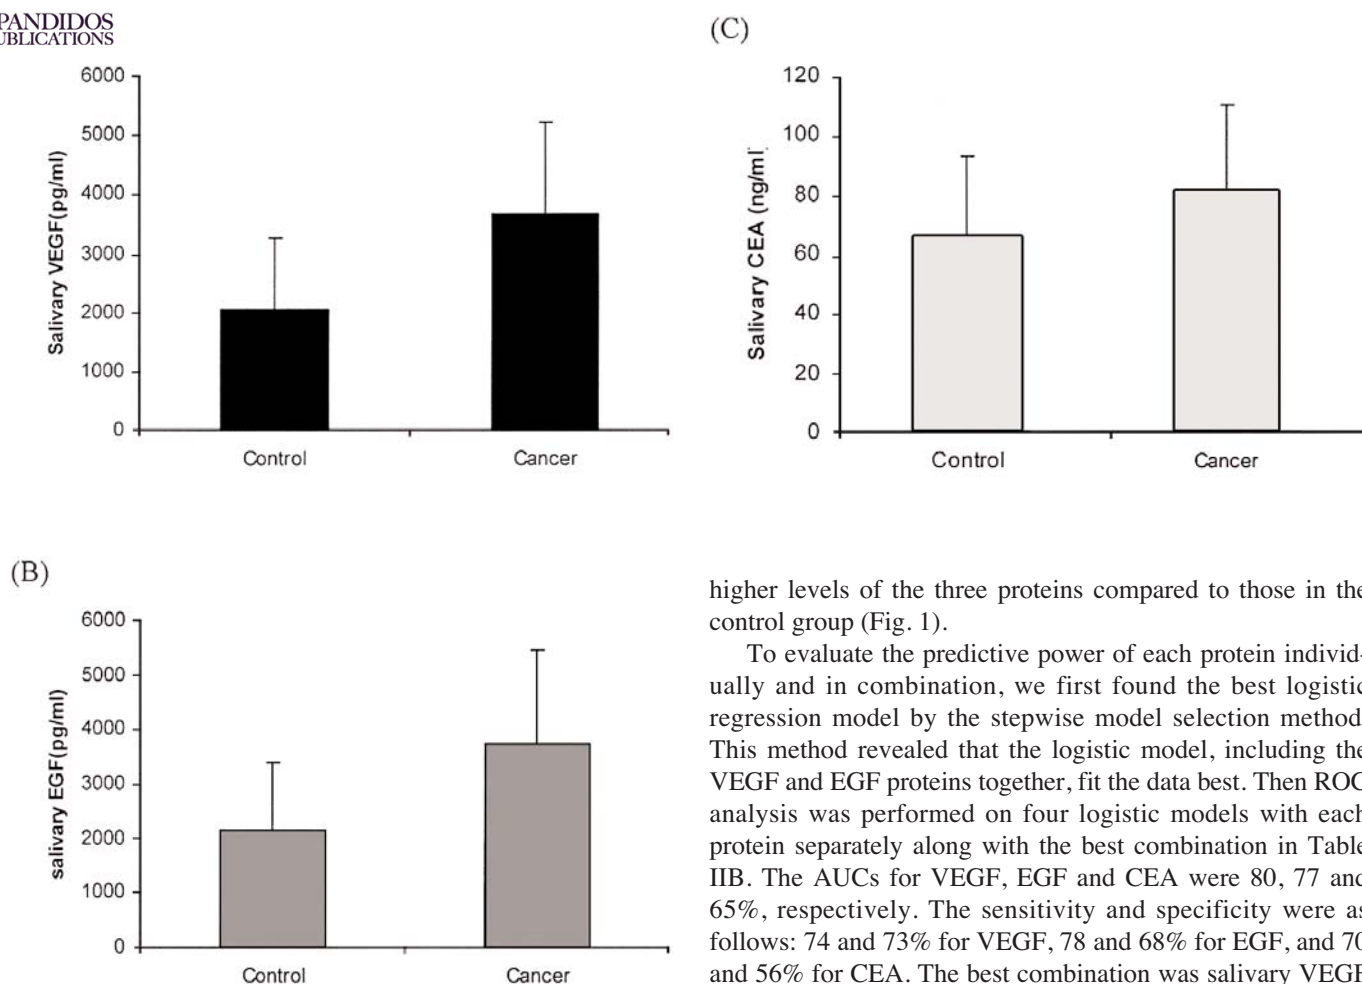 PANDIDOS
UBLICATIONS
6000
5000
4000
3000
2000
1000
0
Salivary VEGF(pg/ml)
Control
Cancer
(B)
6000
5000
4000
3000
2000
1000
0
salivary EGF(pg/ml)
Control
Cancer
(C)
120
100
80
60
40
20
0
Salivary CEA (ng/ml)
Control
Cancer
higher levels of the three proteins compared to those in the
control group (Fig. 1).
To evaluate the predictive power of each protein individ-
ually and in combination, we first found the best logistic
regression model by the stepwise model selection method
This method revealed that the logistic model, including the
VEGF and EGF proteins together, fit the data best. Then ROC
analysis was performed on four logistic models with each
protein separately along with the best combination in Table
IIB. The AUCs for VEGF, EGF and CEA were 80, 77 and
65%, respectively. The sensitivity and specificity were as
follows: 74 and 73% for VEGF, 78 and 68% for EGF, and 70
and 56% for CEA. The best combination was salivary VEGF